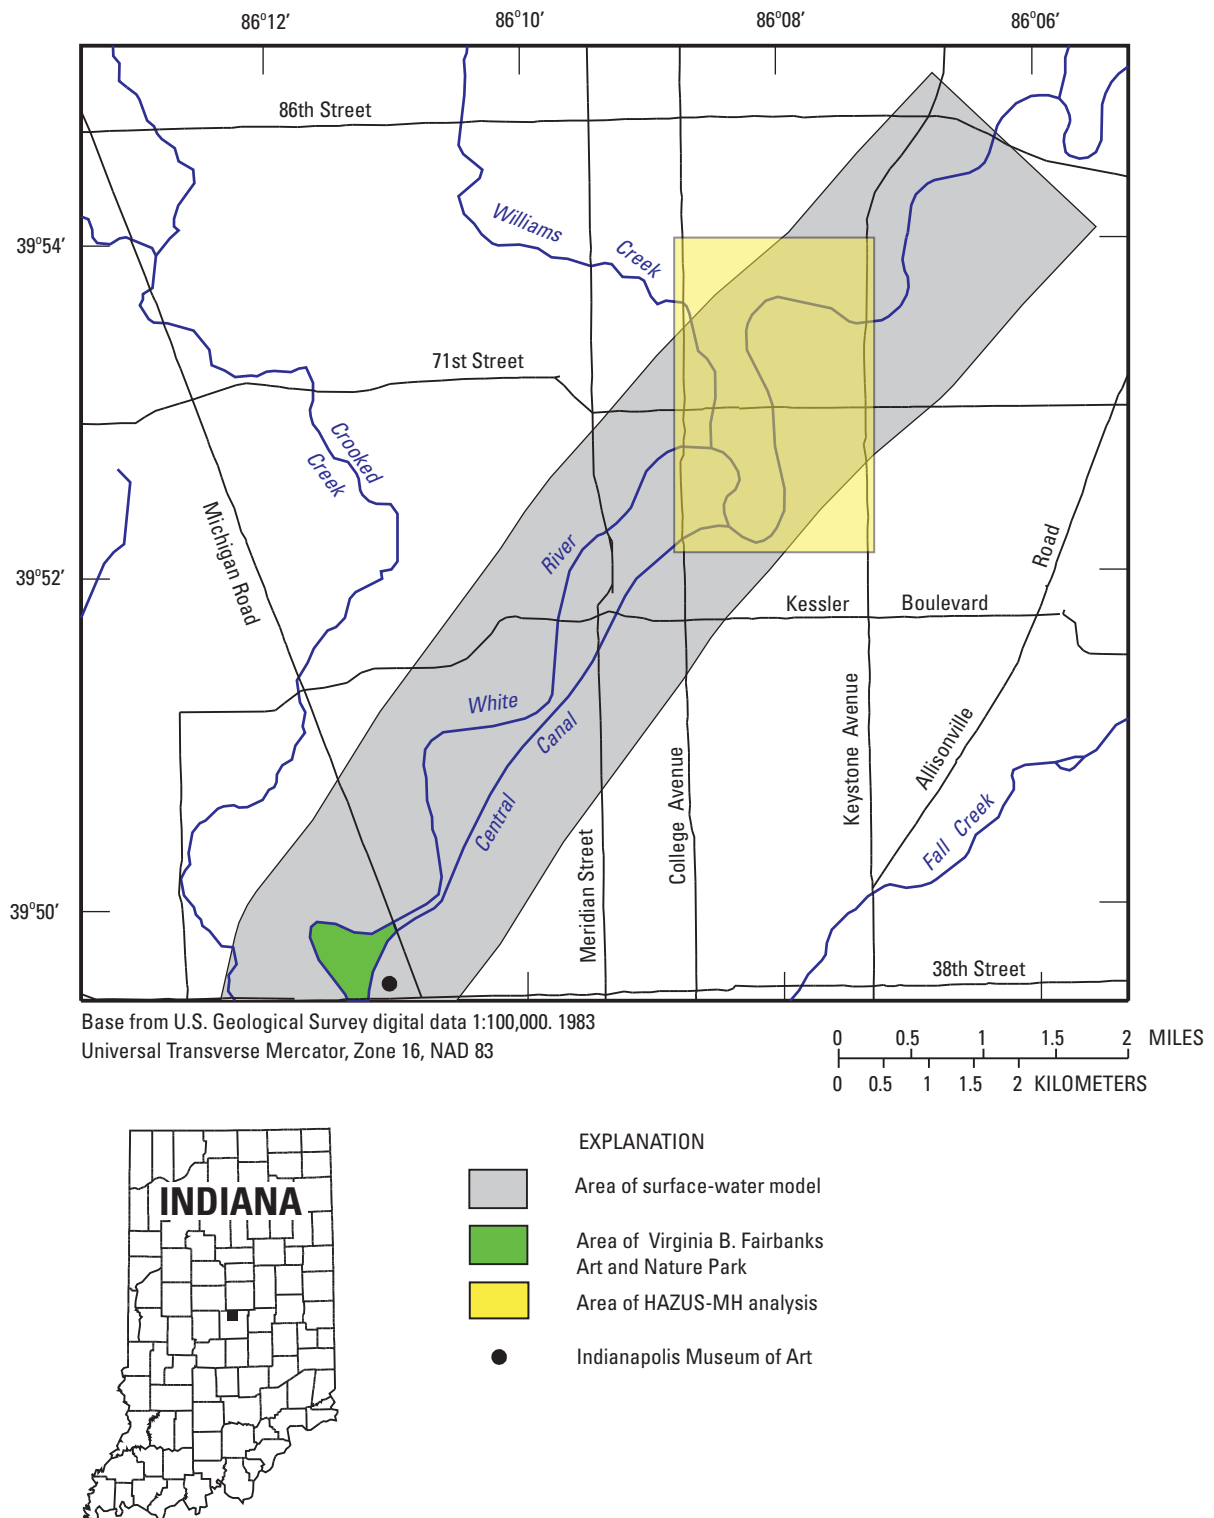 86°12’ 86°10’ 86°08’ 86°06’
86th Street
Williams
Creek
39°54’
71st Street
Crooked
Creek
Michigan Road
River
Road
39°52’
Kessler Boulevard
White
Canal
Keystone Avenue
Allisonville
College Avenue
Central
Fall Creek
Meridian Street
39°50’
38th Street
Base from U.S. Geological Survey digital data 1:100,000. 1983
Universal Transverse Mercator, Zone 16, NAD 83
0 0.5 1 1.5 2 MILES
0 0.5 1 1.5 2 KILOMETERS
INDIANA
EXPLANATION
Area of surface-water model
Area of Virginia B. Fairbanks
Art and Nature Park
Area of HAZUS-MH analysis
Indianapolis Museum of Art